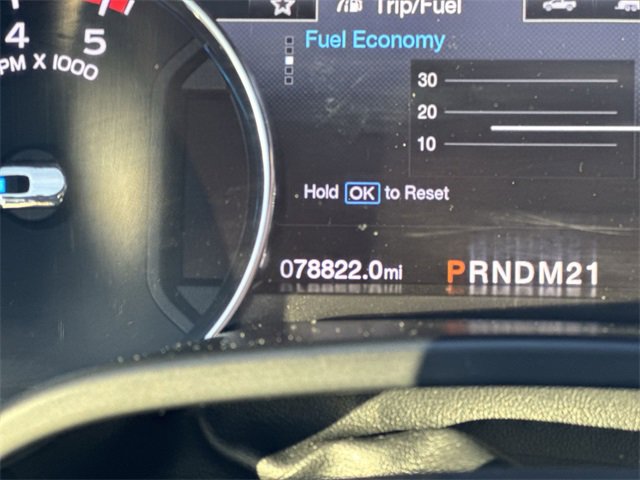 Trip/Fuel
4 5
PM X 1000
Fuel Economy
30
20
10
Hold OK to Reset
078822.0mi PRNDM21